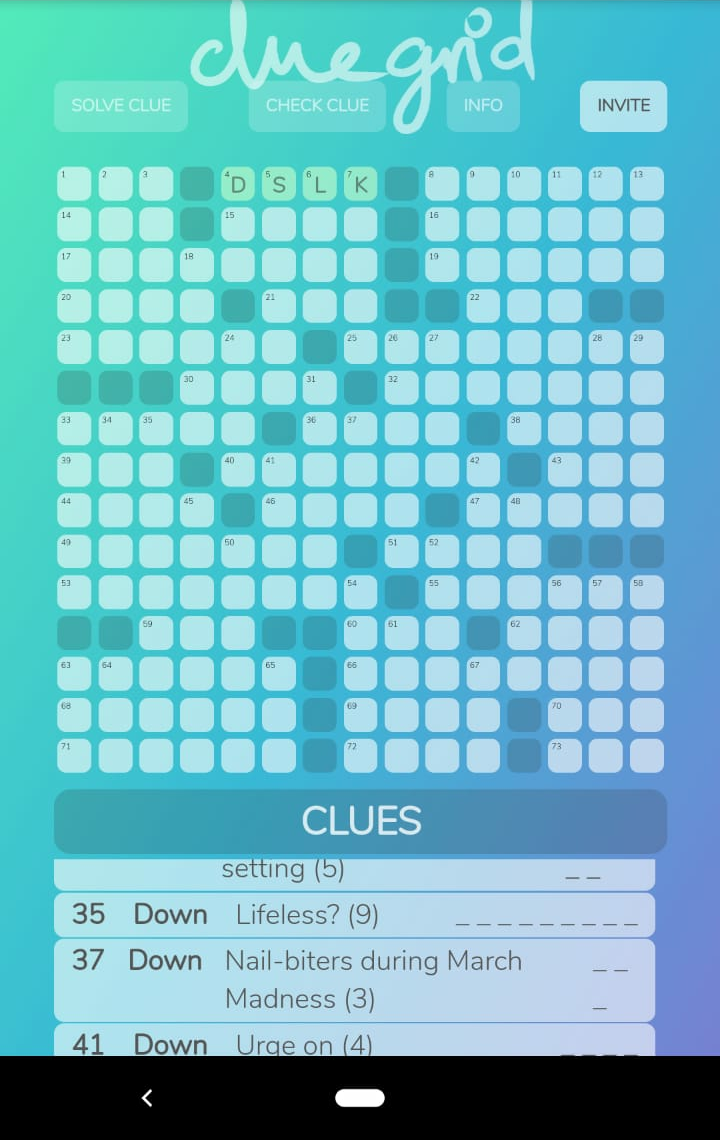 cluegrid
SOLVE CLUE CHECK CLUE INFO INVITE
1 2 3 4 D 5 S 6 L 7 K 8 9 10 11 12 13
14 15 16
17 18 19
20 21 22
23 24 25 26 27 28 29
30 31 32
33 34 35 36 37 38
39 40 41 42 43
44 45 46 47 48
49 50 51 52
53 54 55 56 57 58
59 60 61 62
63 64 65 66 67
68 69 70
71 72 73
CLUES
setting (5) _ _
35 Down Lifeless? (9) _ _ _ _ _ _ _ _ _
37 Down Nail-biters during March _ _
Madness (3) _
41 Down Urge on (4) _ _ _ _